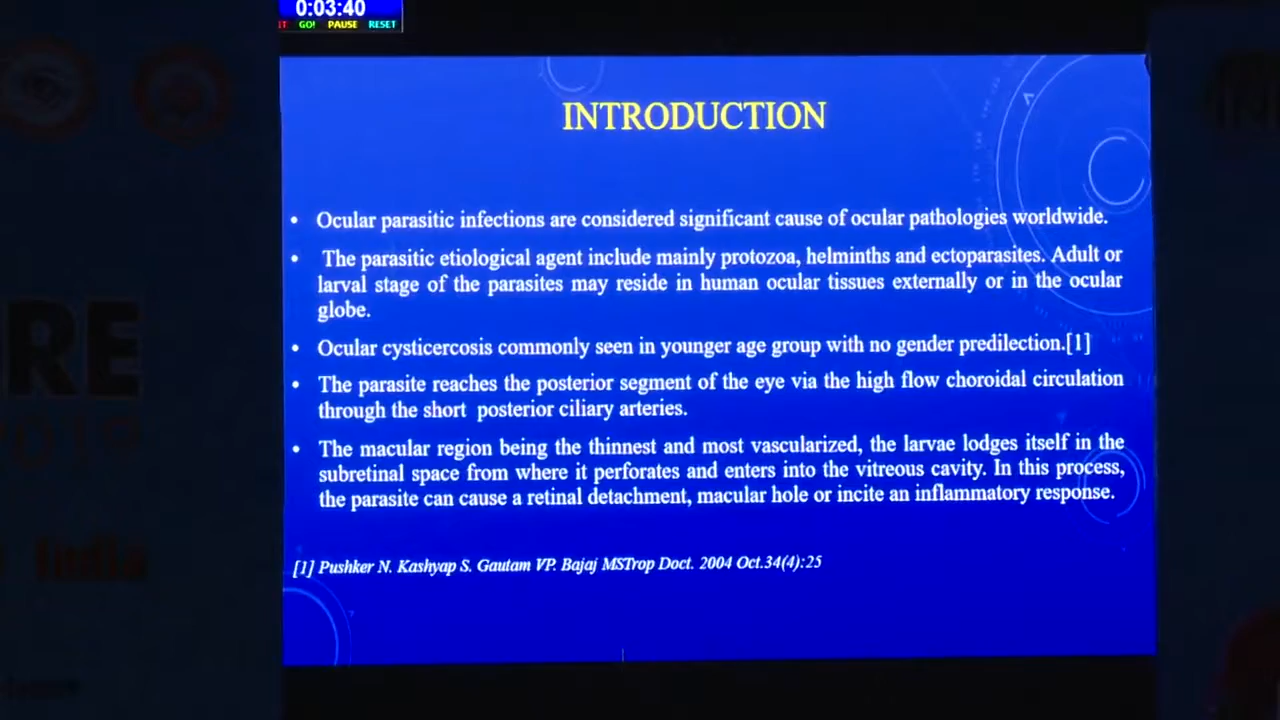 0:03:40
IT GO! PAUSE RESET
INTRODUCTION
• Ocular parasitic infections are considered significant cause of ocular pathologies worldwide.
• The parasitic etiological agent include mainly protozoa, helminths and ectoparasites. Adult or
larval stage of the parasites may reside in human ocular tissues externally or in the ocular
globe.
• Ocular cysticercosis commonly seen in younger age group with no gender predilection.[1]
• The parasite reaches the posterior segment of the eye via the high flow choroidal circulation
through the short posterior ciliary arteries.
• The macular region being the thinnest and most vascularized, the larvae lodges itself in the
subretinal space from where it perforates and enters into the vitreous cavity. In this process,
the parasite can cause a retinal detachment, macular hole or incite an inflammatory response.
[1] Pushker N. Kashyap S. Gautam VP. Bajaj MSTrop Doct. 2004 Oct.34(4):25
RE
2019
India